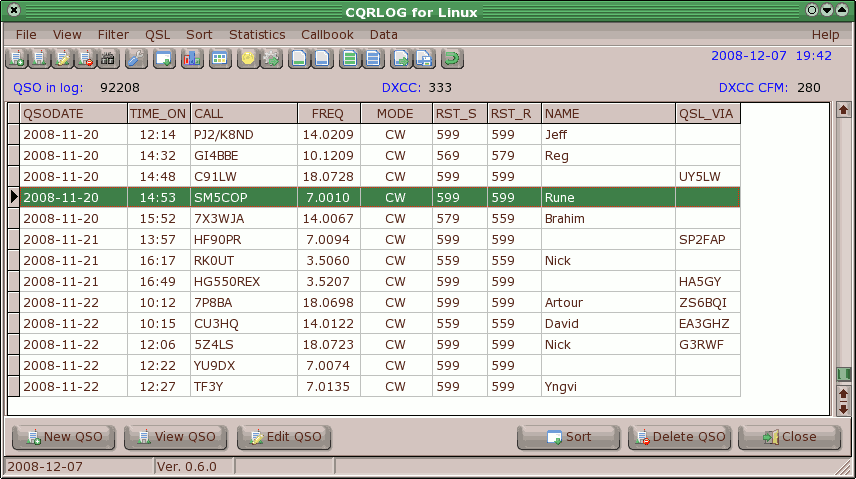 CQRLOG for Linux
File View Filter QSL Sort Statistics Callbook Data Help
2008-12-07 19:42
QSO in log: 92208 DXCC: 333 DXCC CFM: 280
QSODATE TIME_ON CALL FREQ MODE RST_S RST_R NAME QSL_VIA
2008-11-20 12:14 PJ2/K8ND 14.0209 CW 599 599 Jeff
2008-11-20 14:32 GI4BBE 10.1209 CW 569 579 Reg
2008-11-20 14:48 C91LW 18.0728 CW 599 599 UY5LW
2008-11-20 14:53 SM5COP 7.0010 CW 599 599 Rune
2008-11-20 15:52 7X3WJA 14.0067 CW 579 559 Brahim
2008-11-21 13:57 HF90PR 7.0094 CW 599 599 SP2FAP
2008-11-21 16:17 RK0UT 3.5060 CW 559 559 Nick
2008-11-21 16:49 HG550REX 3.5207 CW 599 599 HA5GY
2008-11-22 10:12 7P8BA 18.0698 CW 599 599 Artour ZS6BQI
2008-11-22 10:15 CU3HQ 14.0122 CW 559 559 David EA3GHZ
2008-11-22 12:06 5Z4LS 18.0723 CW 599 599 Nick G3RWF
2008-11-22 12:22 YU9DX 7.0074 CW 599 599
2008-11-22 12:27 TF3Y 7.0135 CW 599 599 Yngvi
New QSO View QSO Edit QSO Sort Delete QSO Close
2008-12-07 Ver. 0.6.0